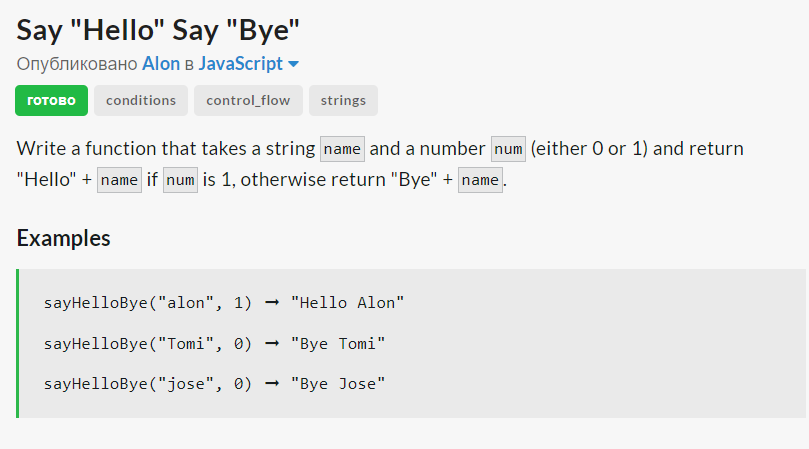 Say "Hello" Say "Bye"
Опубликовано Alon в JavaScript
готово conditions control_flow strings
Write a function that takes a string name and a number num (either 0 or 1) and return
"Hello" + name if num is 1, otherwise return "Bye" + name.
Examples
sayHelloBye("alon", 1) ➞ "Hello Alon"
sayHelloBye("Tomi", 0) ➞ "Bye Tomi"
sayHelloBye("jose", 0) ➞ "Bye Jose"